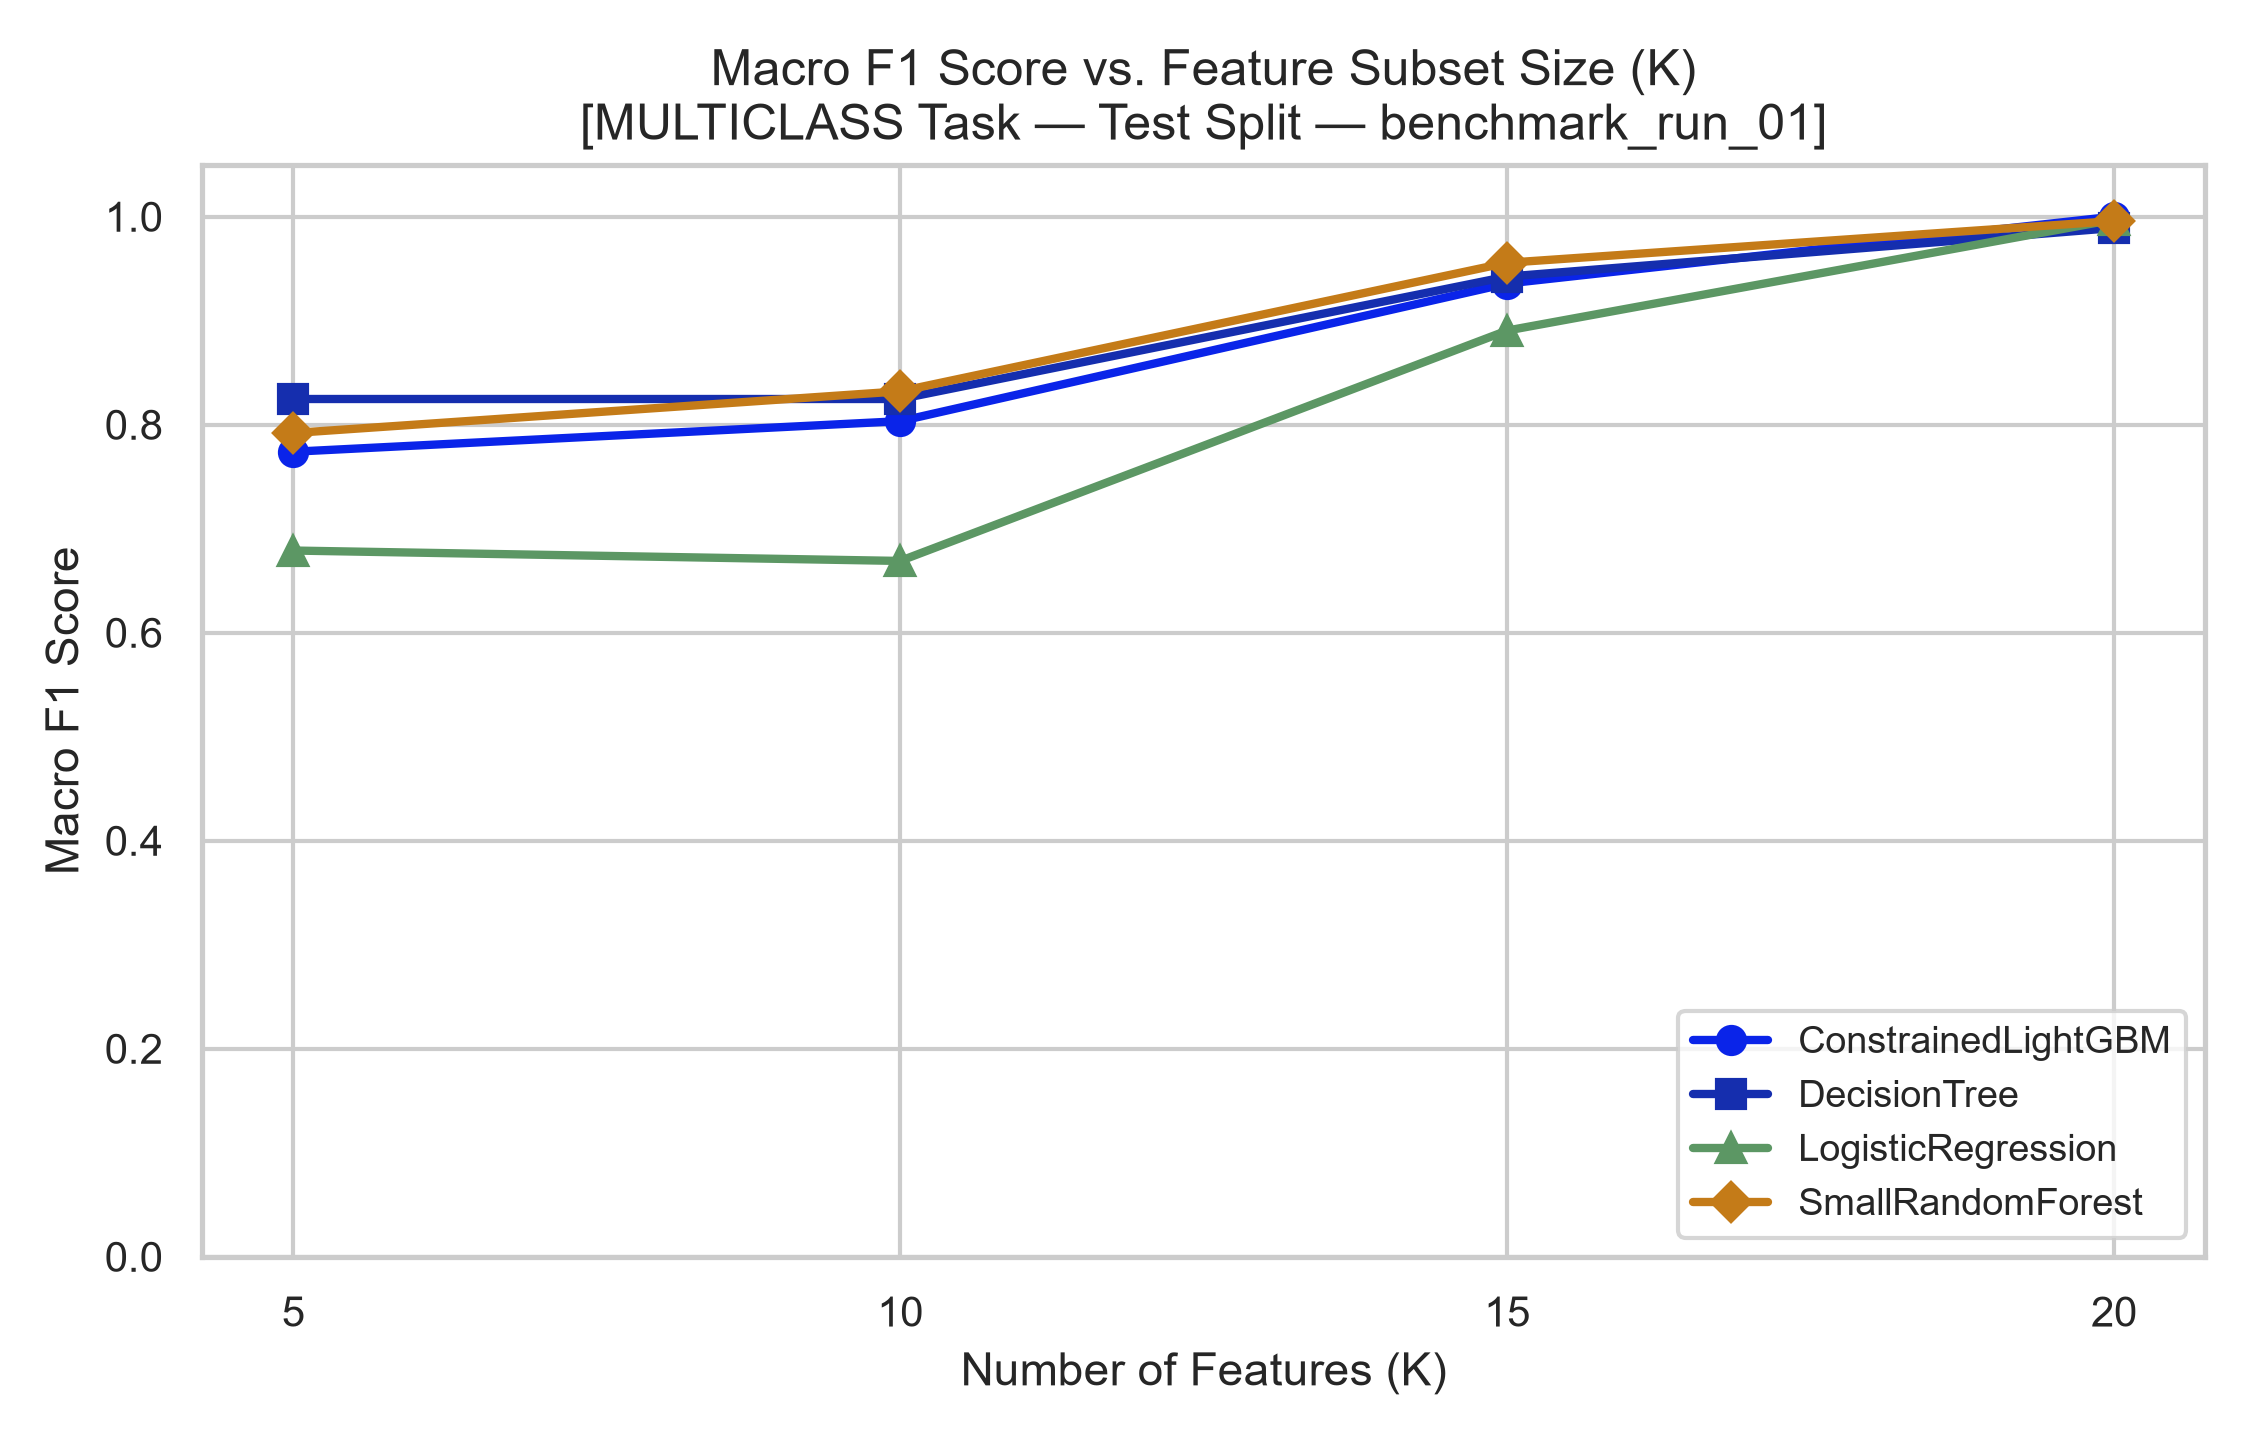 Macro F1 Score vs. Feature Subset Size (K)
[MULTICLASS Task — Test Split — benchmark_run_01]
Macro F1 Score
1.0
0.8
0.6
0.4
0.2
0.0
5
10
15
20
Number of Features (K)
ConstrainedLightGBM
DecisionTree
LogisticRegression
SmallRandomForest